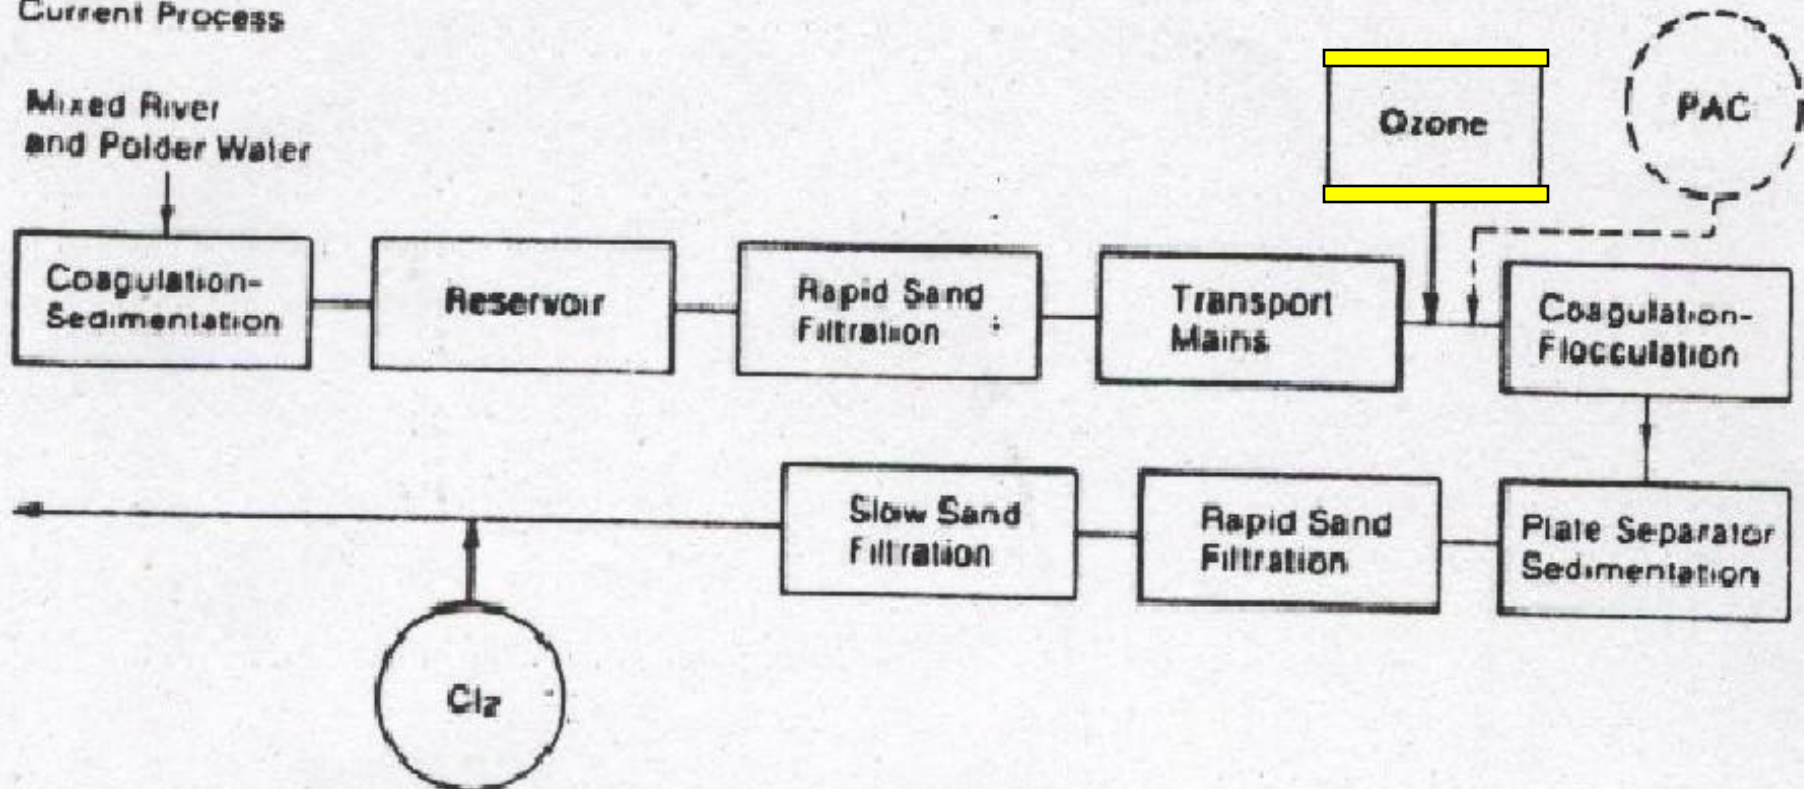 Current Process
Mixed River
and Polder Water
Ozone
PAC
Coagulation-
Sedimentation
Reservoir
Rapid Sand
Filtration
Transport
Mains
Coagulation-
Flocculation
Slow Sand
Filtration
Rapid Sand
Filtration
Plate Separator
Sedimentation
Cl₂